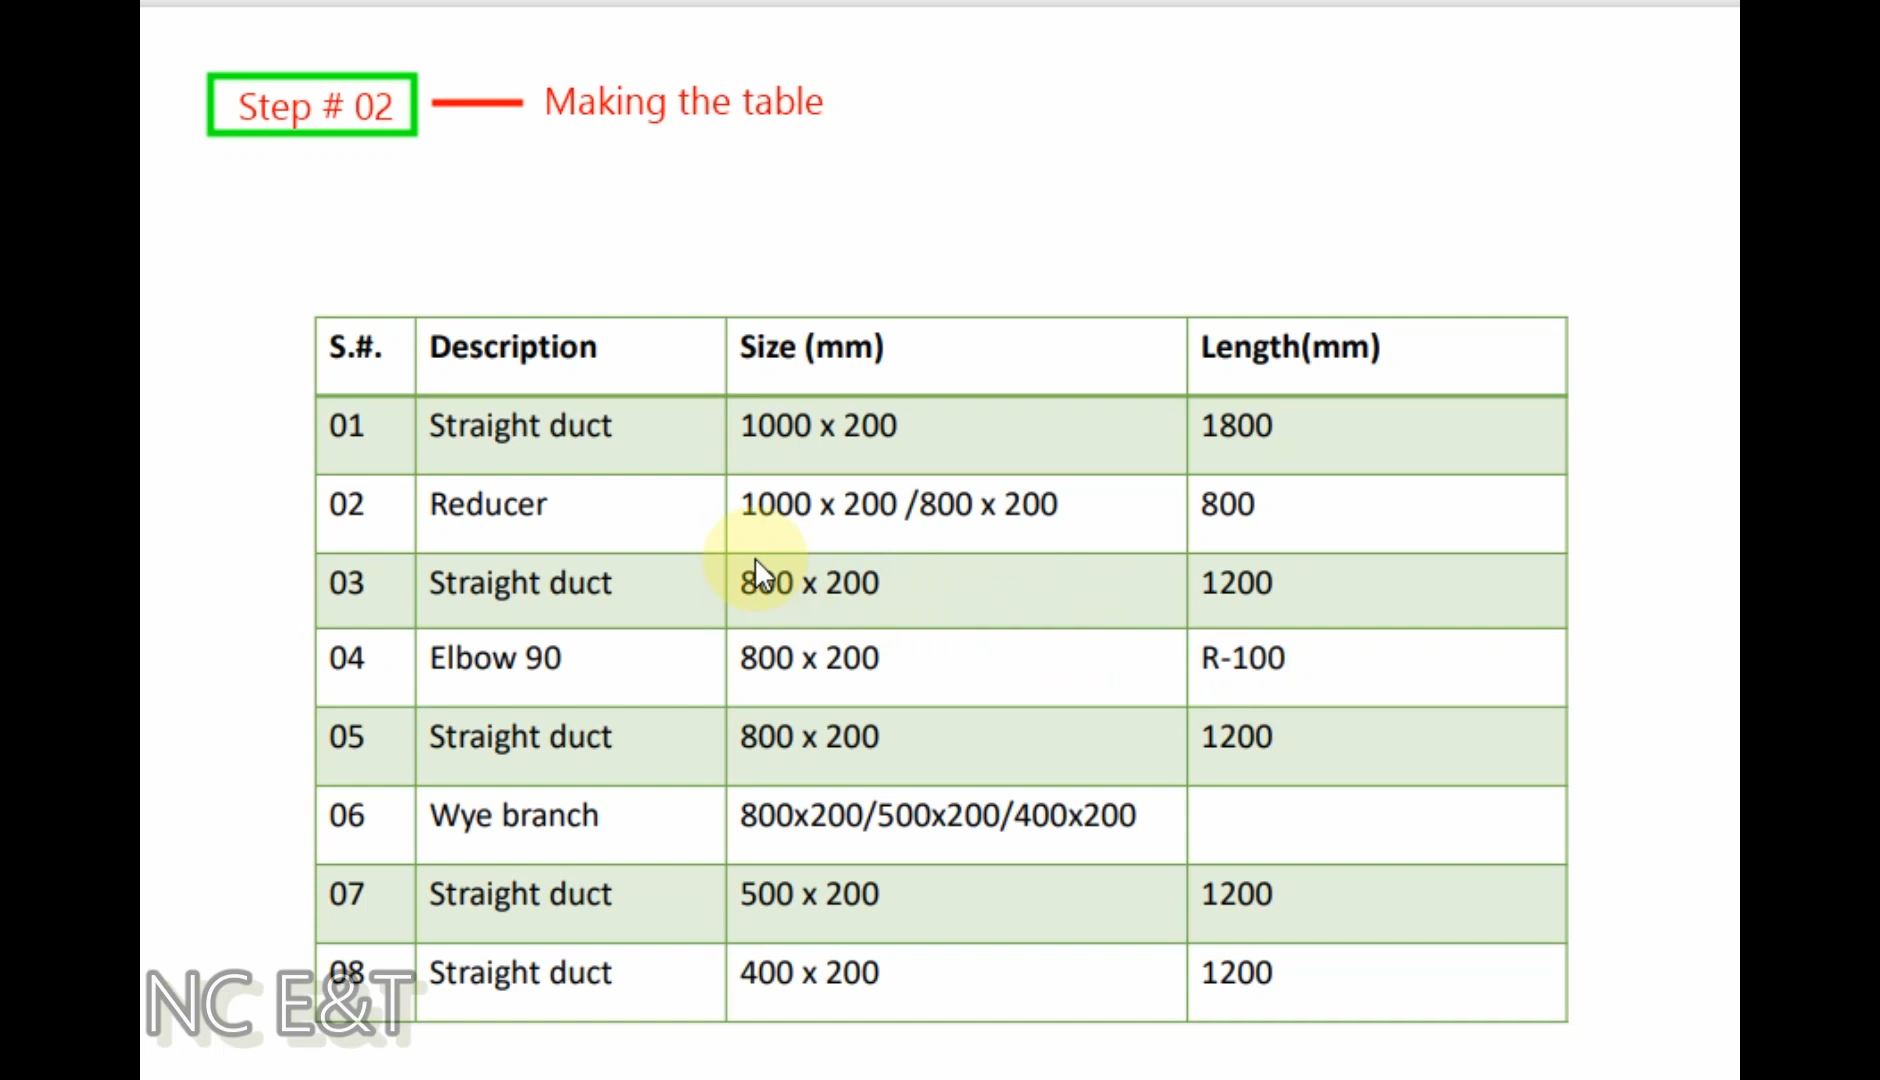 Step # 02 Making the table
S.#. Description Size (mm) Length(mm)
01 Straight duct 1000 x 200 1800
02 Reducer 1000 x 200 /800 x 200 800
03 Straight duct 800 x 200 1200
04 Elbow 90 800 x 200 R-100
05 Straight duct 800 x 200 1200
06 Wye branch 800x200/500x200/400x200
07 Straight duct 500 x 200 1200
08 Straight duct 400 x 200 1200
NC E&T